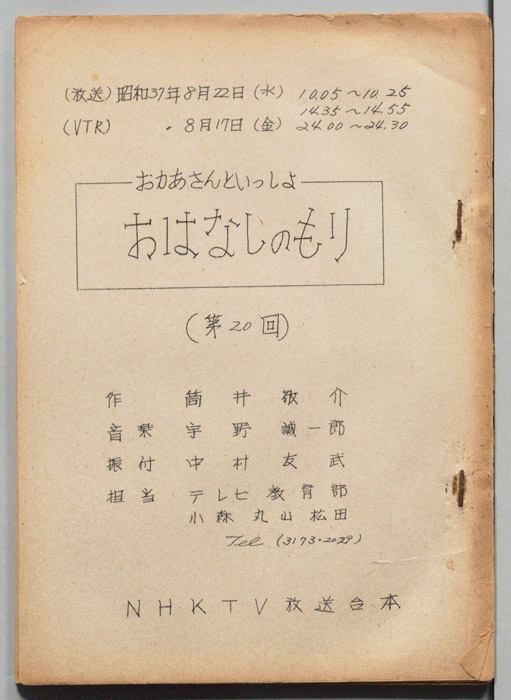 (放送) 昭和37年8月22日(水) 10.05〜10.25
14.35〜14.55
(VTR) 〃 8月17日(金) 24.00〜24.30
おかあさんといっしょ
おはなしのもり
(第20回)
作 筒井敬介
音楽 宇野誠一郎
振付 中村友武
担当 テレビ教育部
小森 丸山 松田
Tel (3173・2029)
NHKTV放送台本